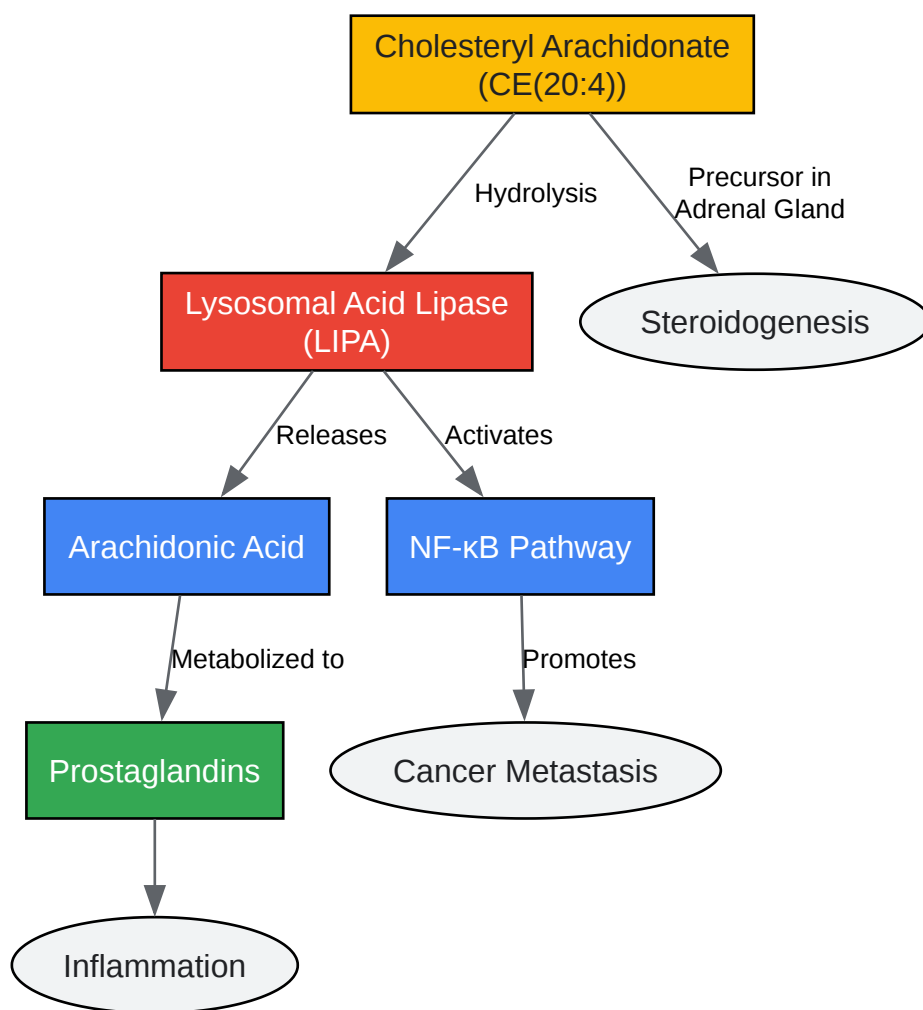 Cholesteryl Arachidonate
(CE(20:4))
Hydrolysis
Precursor in
Adrenal Gland
Lysosomal Acid Lipase
(LIPA)
Steroidogenesis
Releases
Activates
Arachidonic Acid
NF-κB Pathway
Metabolized to
Promotes
Prostaglandins
Cancer Metastasis
Inflammation